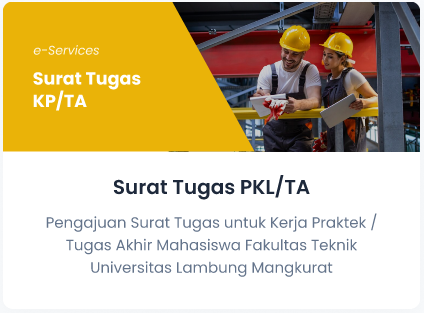 e-Services
Surat Tugas
KP/TA
Surat Tugas PKL/TA
Pengajuan Surat Tugas untuk Kerja Praktek /
Tugas Akhir Mahasiswa Fakultas Teknik
Universitas Lambung Mangkurat